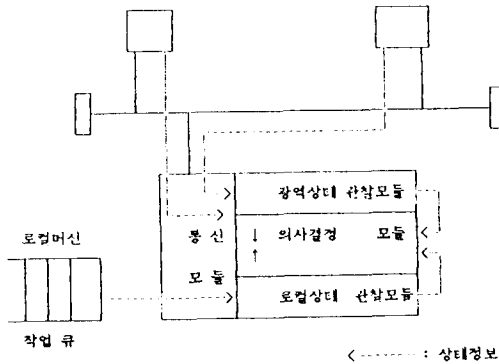 광역상태 관찰모듈
로컬머신
통 신
의사결정 모듈
모 듈
로컬상태 관찰모듈
작업 큐
<------ : 상태정보